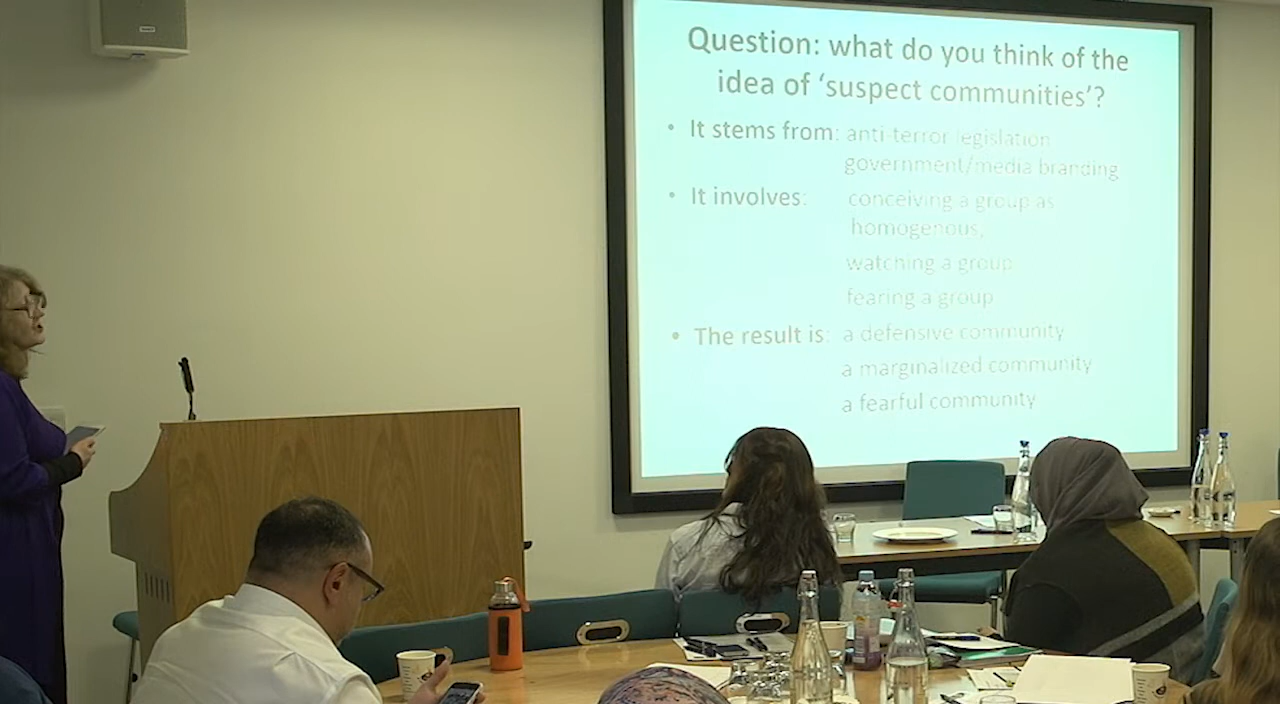 Question: what do you think of the
idea of ‘suspect communities’?
• It stems from: anti-terror legislation
government/media branding
• It involves: conceiving a group as
homogenous,
watching a group
fearing a group
• The result is: a defensive community
a marginalized community
a fearful community